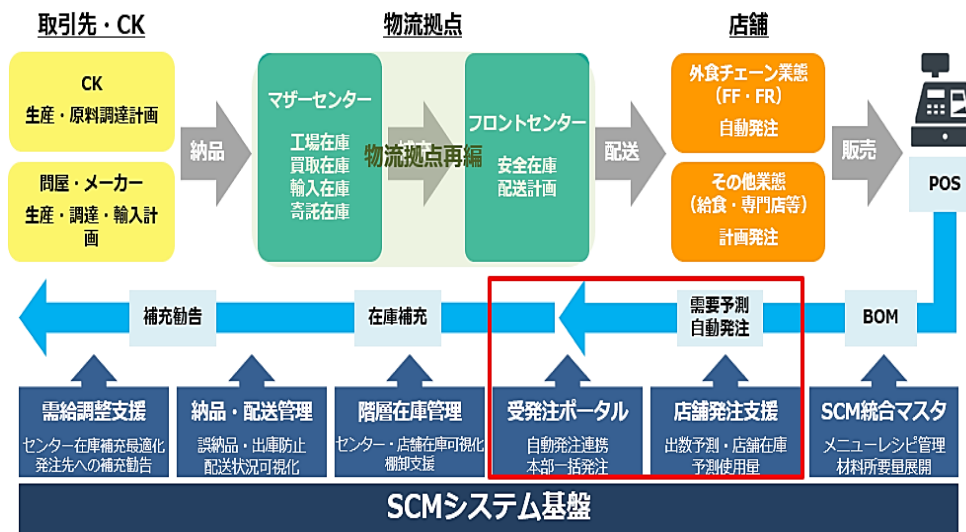 取引先・CK
物流拠点
店舗
CK
生産・原料調達計画
問屋・メーカー
生産・調達・輸入計
画
納品
マザーセンター
工場在庫
買取在庫
輸入在庫
寄託在庫
物流拠点再編
フロントセンター
安全在庫
配送計画
配送
外食チェーン業態
（FF・FR）
自動発注
その他業態
（給食・専門店等）
計画発注
販売
POS
補充勧告
在庫補充
需要予測
自動発注
BOM
需給調整支援
センター在庫補充最適化
発注先への補充勧告
納品・配送管理
誤納品・出庫防止
配送状況可視化
階層在庫管理
センター・店舗在庫可視化
棚卸支援
受発注ポータル
自動発注連携
本部一括発注
店舗発注支援
出数予測・店舗在庫
予測使用量
SCM統合マスタ
メニューレシピ管理
材料所要量展開
SCMシステム基盤